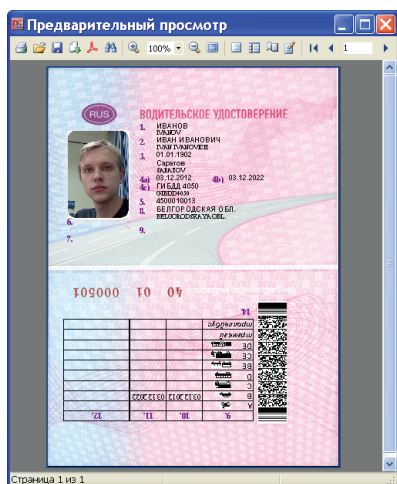 Предварительный просмотр
100%
1
RUS
ВОДИТЕЛЬСКОЕ УДОСТОВЕРЕНИЕ
1. ИВАНОВ
IVANOV
2. ИВАН ИВАНОВИЧ
IVAN IVANOVICH
3. 01.01.1902
Саратов
SARATOV
4a) 03.12.2012 4b) 03.12.2022
4c) ГИБДД 4050
GIBDD4050
5. 4500010013
8. БЕЛГОРОДСКАЯ ОБЛ.
BELGORODSKAYA OBL.
6.
7.
9.
9. 10. 11. 12.
A
B 03.12.2012 03.12.2022
C
D
BE
CE
DE
трамвай
троллейбус
14.
40 01 000501
Страница 1 из 1